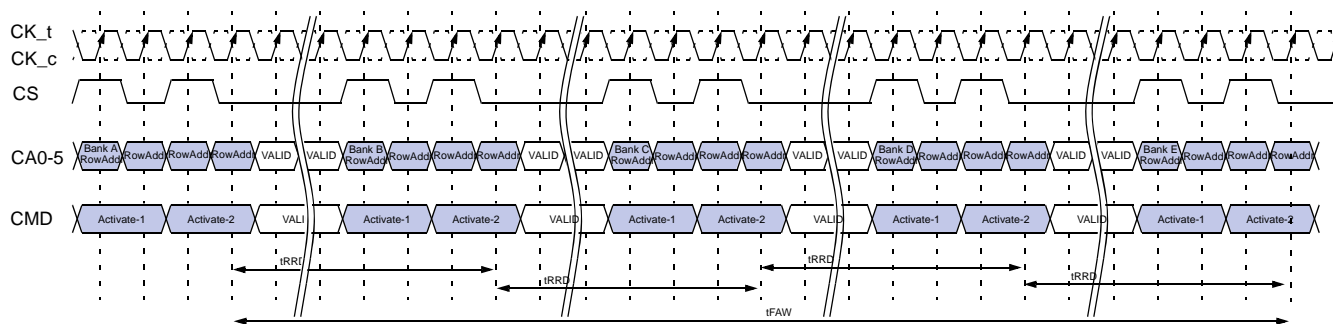 CK_t
CK_c
CS
CA0-5
Bank A RowAddr RowAddr RowAddr RowAddr VALID VALID Bank B RowAddr RowAddr RowAddr RowAddr VALID VALID Bank C RowAddr RowAddr RowAddr RowAddr VALID VALID Bank D RowAddr RowAddr RowAddr RowAddr VALID VALID Bank E RowAddr RowAddr RowAddr RowAddr
CMD
Activate-1 Activate-2 VALID Activate-1 Activate-2 VALID Activate-1 Activate-2 VALID Activate-1 Activate-2 VALID Activate-1 Activate-2
tRRD
tRRD
tRRD
tRRD
tFAW